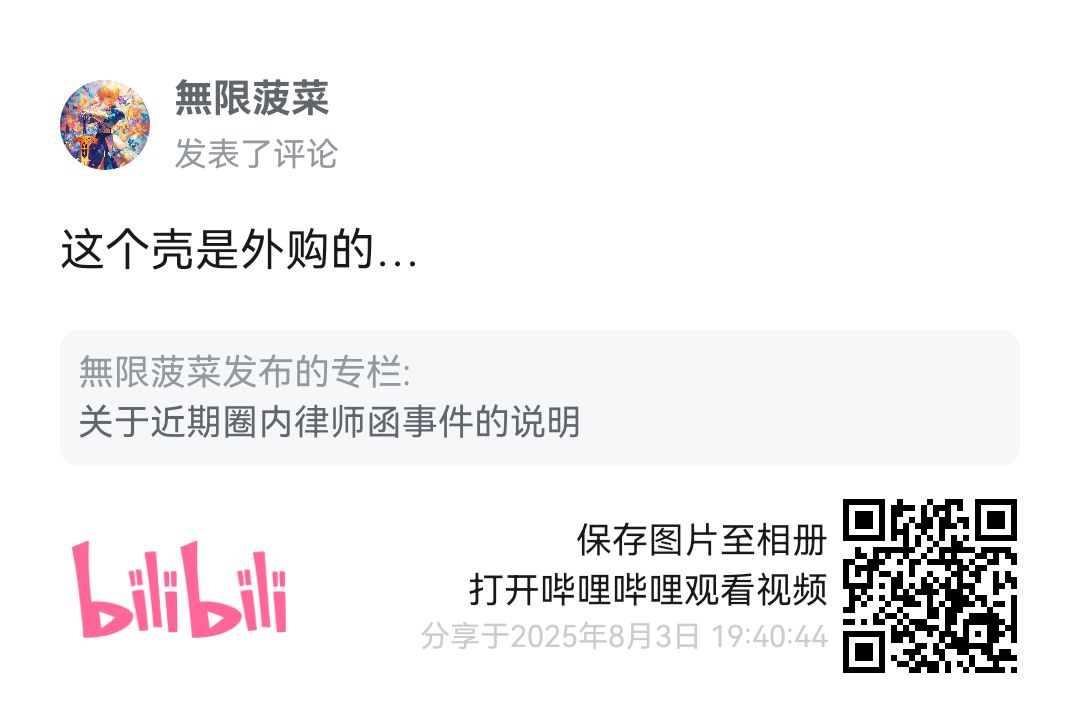 無限菠菜
发表了评论
这个壳是外购的…
無限菠菜发布的专栏:
关于近期圈内律师函事件的说明
保存图片至相册
打开哔哩哔哩观看视频
bilibili
分享于2025年8月3日 19:40:44